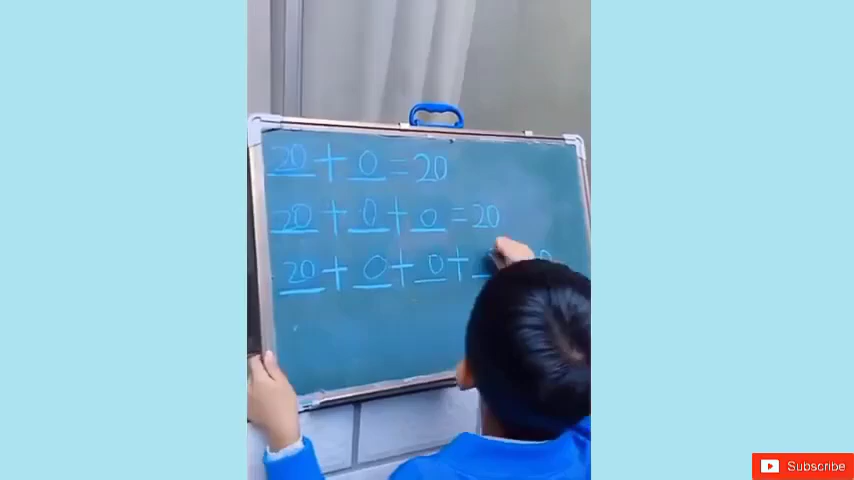 20 + 0 = 20
20 + 0 + 0 = 20
20 + 0 + 0 +
Subscribe